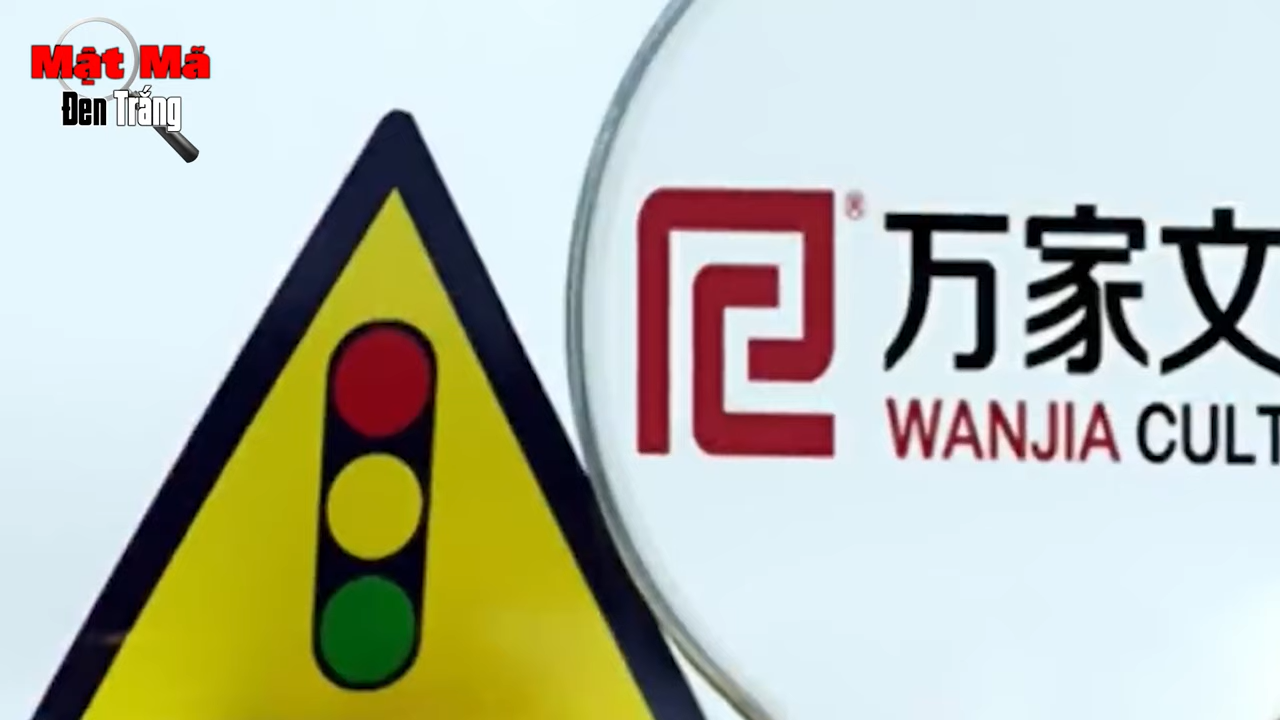 Mật Mã
Đen Trắng
®
万家文
WANJIA CULT